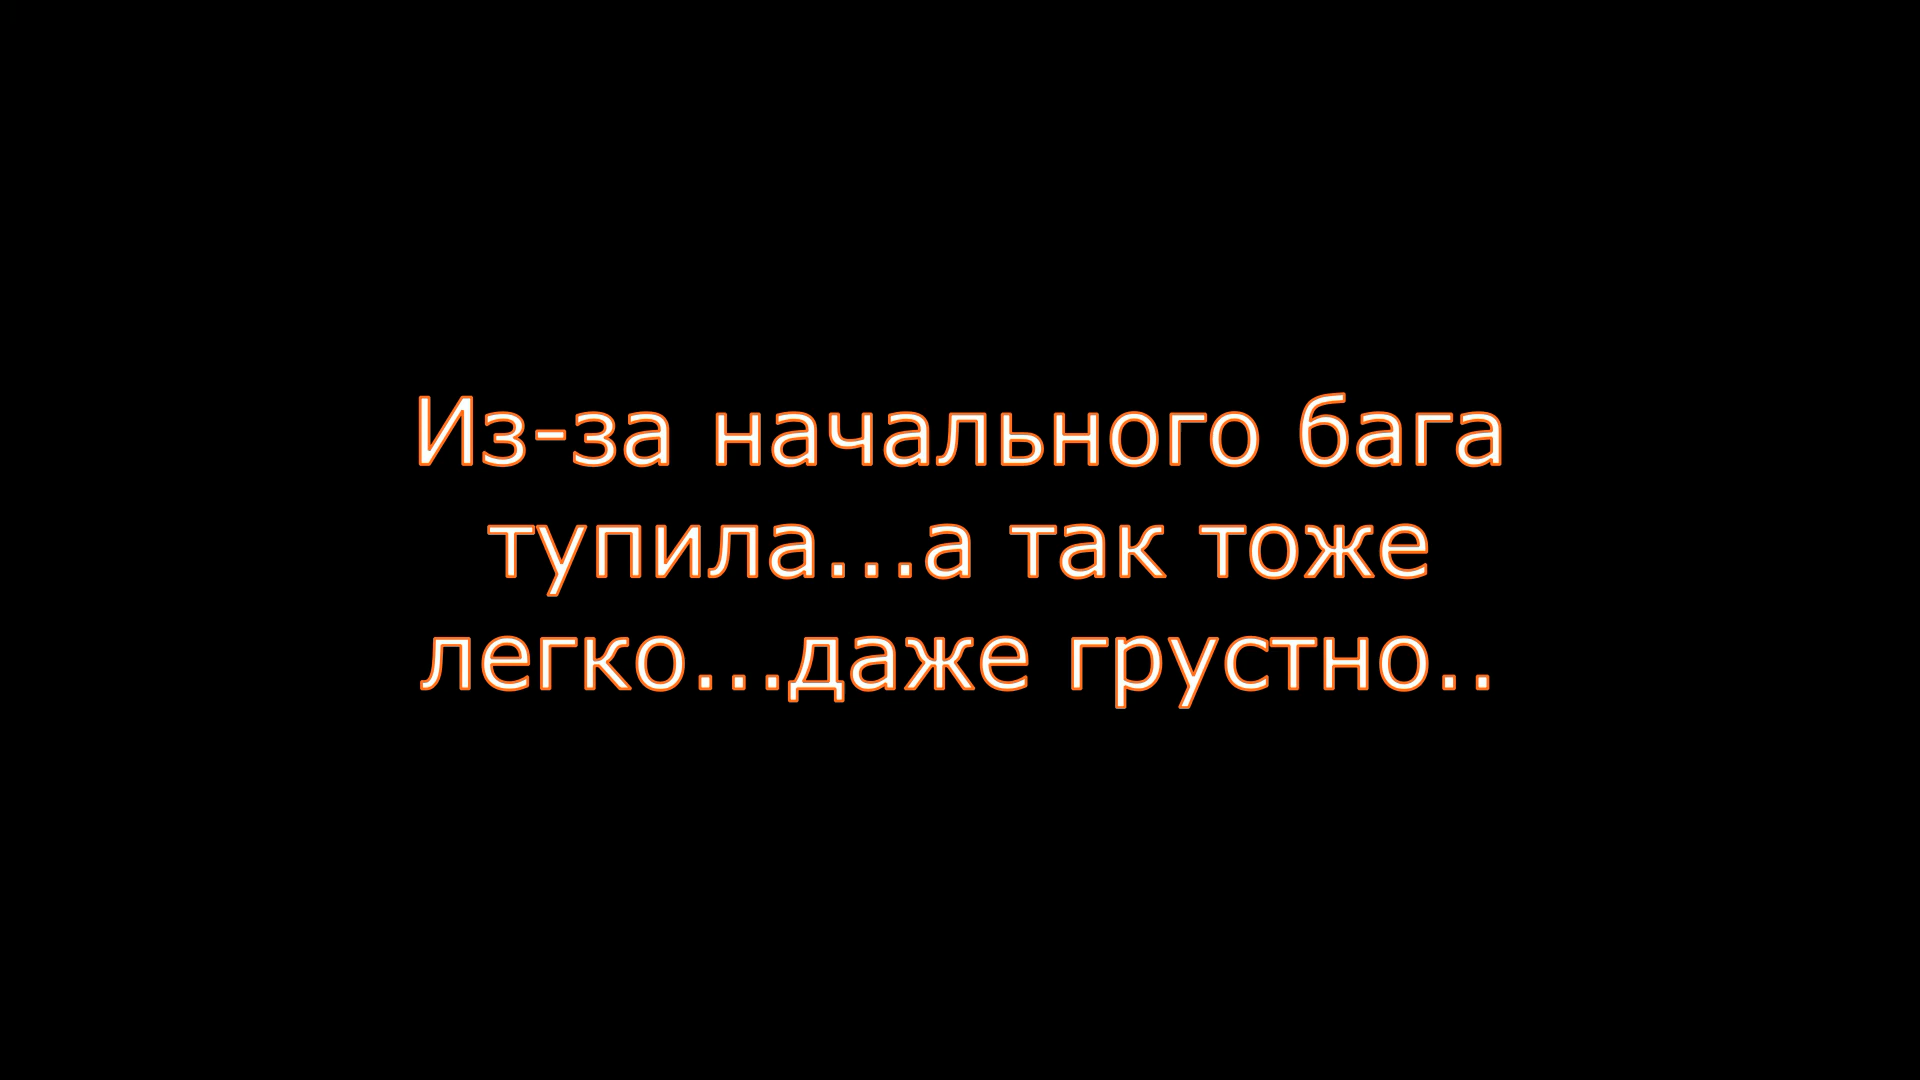 Из-за начального бага
тупила...а так тоже
легко...даже грустно..